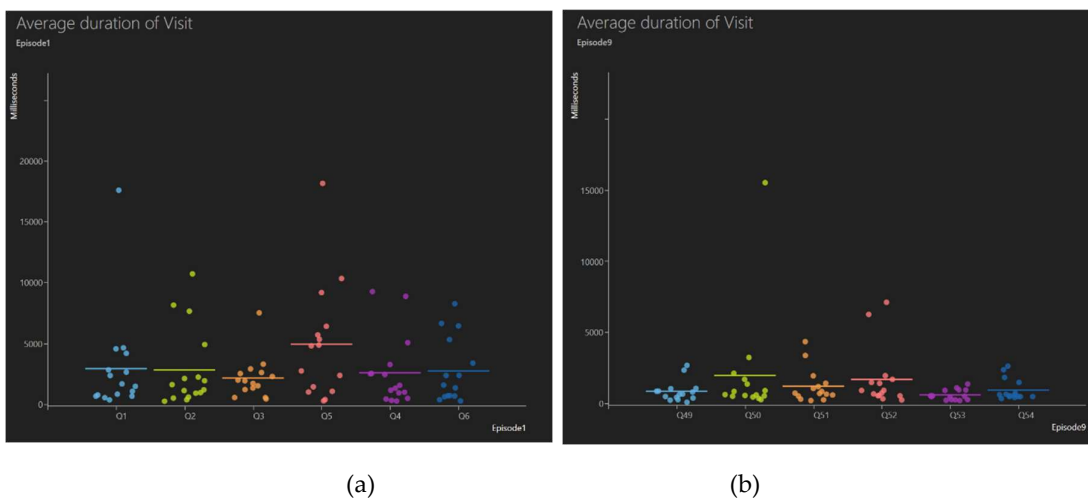 Average duration of Visit
Episode1
Milliseconds
20000
15000
10000
5000
0
Q1 Q2 Q3 Q5 Q4 Q6
Episode1
Average duration of Visit
Episode9
Milliseconds
15000
10000
5000
0
Q49 Q50 Q51 Q52 Q53 Q54
Episode9
(a) (b)